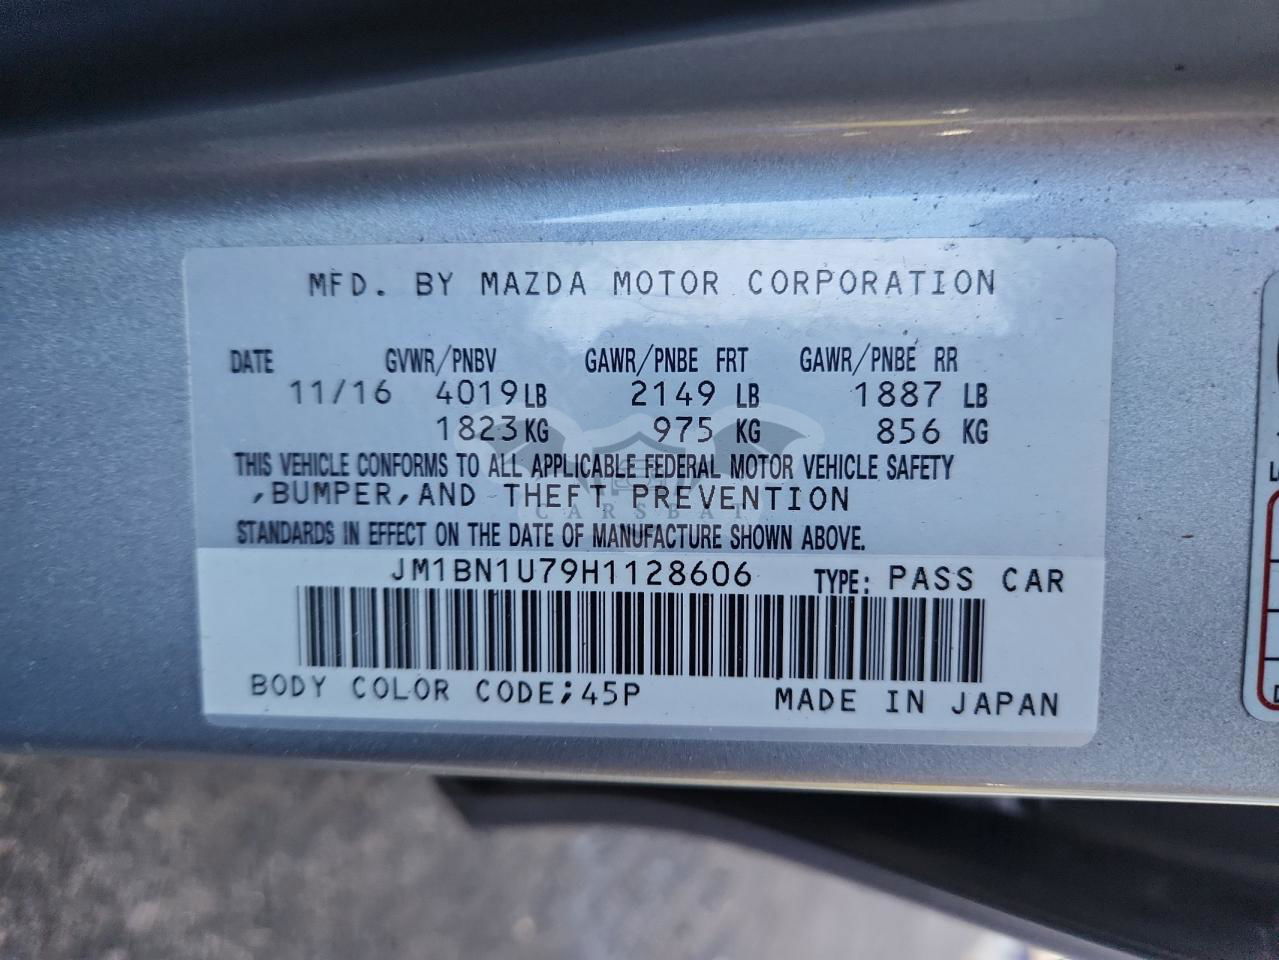 MFD. BY MAZDA MOTOR CORPORATION
DATE GVWR/PNBV GAWR/PNBE FRT GAWR/PNBE RR
11/16 4019LB 2149 LB 1887 LB
1823KG 975 KG 856 KG
THIS VEHICLE CONFORMS TO ALL APPLICABLE FEDERAL MOTOR VEHICLE SAFETY
,BUMPER,AND THEFT PREVENTION
CARSBAT
STANDARDS IN EFFECT ON THE DATE OF MANUFACTURE SHOWN ABOVE.
JM1BN1U79H1128606 TYPE: PASS CAR
BODY COLOR CODE;45P MADE IN JAPAN